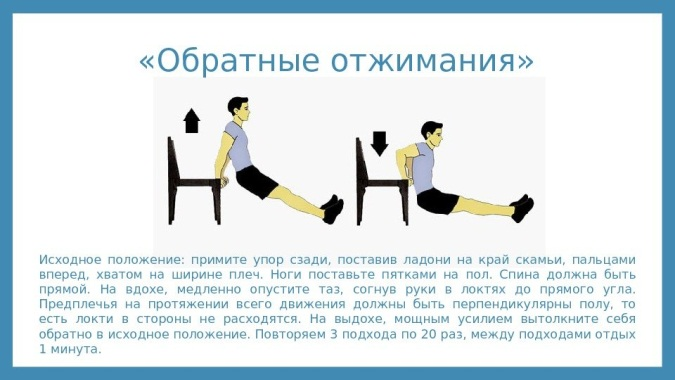 «Обратные отжимания»
Исходное положение: примите упор сзади, поставив ладони на край скамьи, пальцами
вперед, хватом на ширине плеч. Ноги поставьте пятками на пол. Спина должна быть
прямой. На вдохе, медленно опустите таз, согнув руки в локтях до прямого угла.
Предплечья на протяжении всего движения должны быть перпендикулярны полу, то
есть локти в стороны не расходятся. На выдохе, мощным усилием вытолкните себя
обратно в исходное положение. Повторяем 3 подхода по 20 раз, между подходами отдых
1 минута.